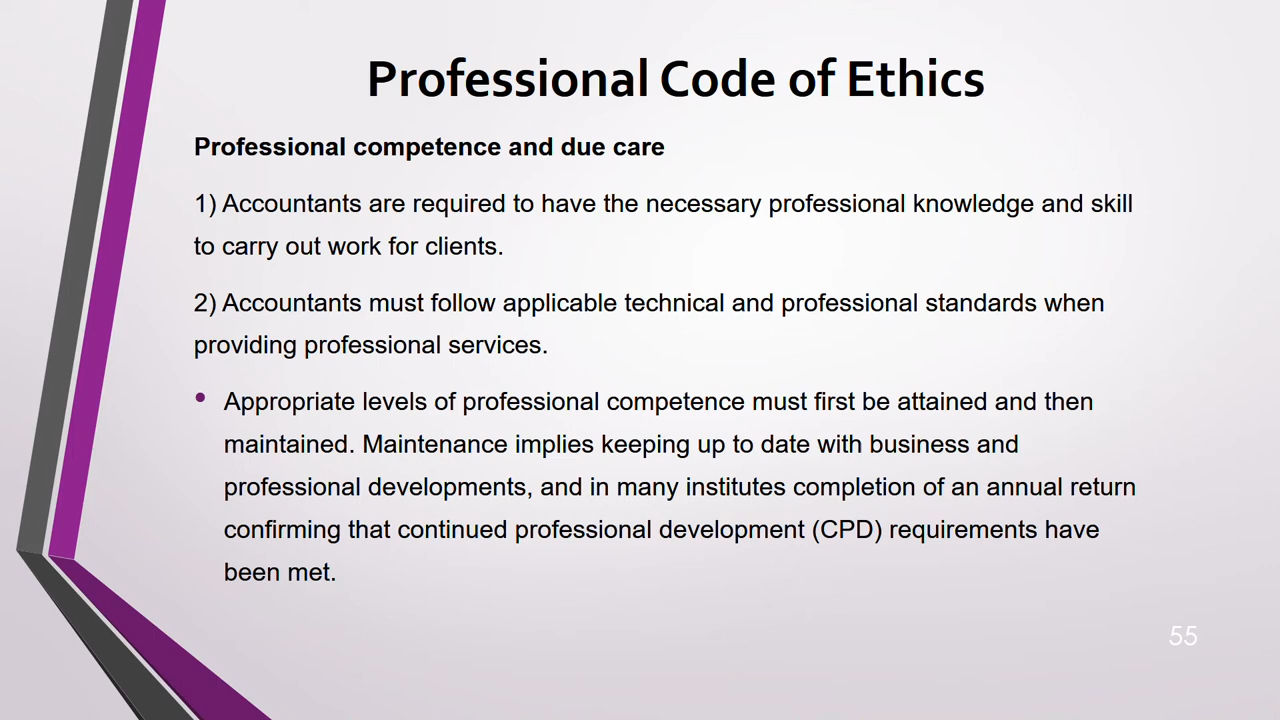 Professional Code of Ethics
Professional competence and due care
1) Accountants are required to have the necessary professional knowledge and skill
to carry out work for clients.
2) Accountants must follow applicable technical and professional standards when
providing professional services.
• Appropriate levels of professional competence must first be attained and then
maintained. Maintenance implies keeping up to date with business and
professional developments, and in many institutes completion of an annual return
confirming that continued professional development (CPD) requirements have
been met.
55